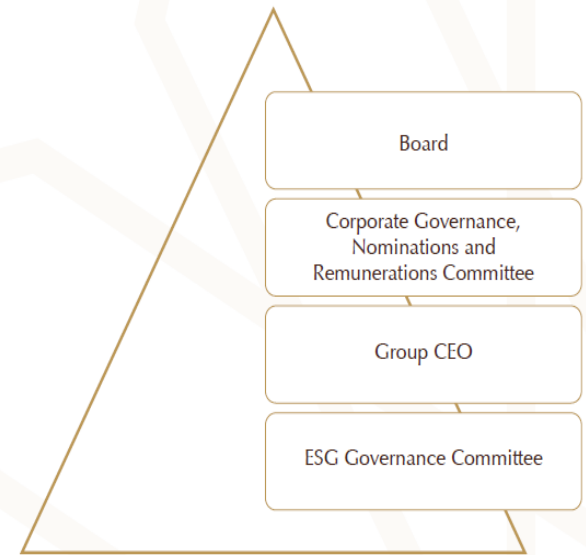 Board
Corporate Governance,
Nominations and
Remunerations Committee
Group CEO
ESG Governance Committee